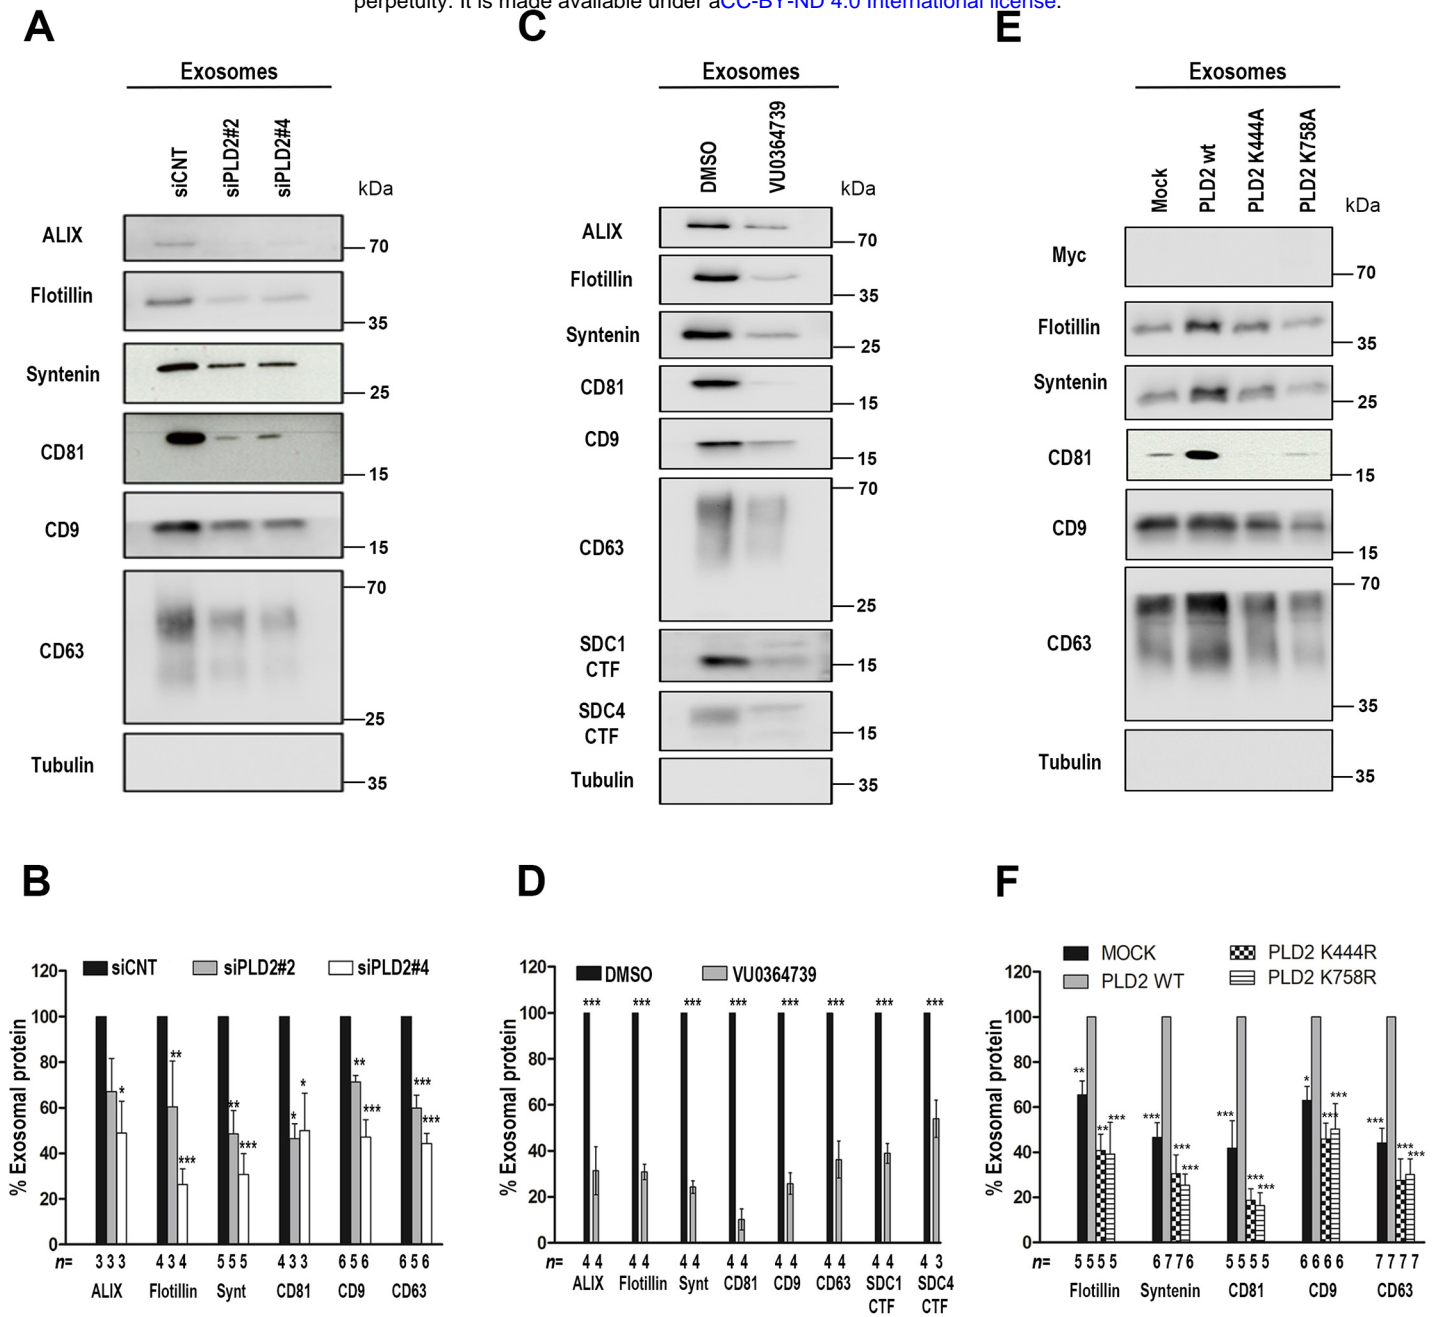 perpetuity. It is made available under aCC-BY-ND 4.0 International license.
A
Exosomes
siCNT
siPLD2#2
siPLD2#4
kDa
ALIX
70
Flotillin
35
Syntenin
25
CD81
15
CD9
15
70
CD63
25
Tubulin
35
C
Exosomes
DMSO
VU0364739
kDa
ALIX
70
Flotillin
35
Syntenin
25
CD81
15
CD9
15
70
CD63
25
SDC1
CTF
15
SDC4
CTF
15
Tubulin
35
E
Exosomes
Mock
PLD2 wt
PLD2 K444A
PLD2 K758A
kDa
Myc
70
Flotillin
35
Syntenin
25
CD81
15
CD9
15
70
CD63
35
Tubulin
35
B
siCNT siPLD2#2 siPLD2#4
% Exosomal protein
120
100
80
60
40
20
0
* ** *** ** *** * * ** *** *** ***
n= 3 3 3 4 3 4 5 5 5 4 3 3 6 5 6 6 5 6
ALIX Flotillin Synt CD81 CD9 CD63
D
DMSO VU0364739
% Exosomal protein
120
100
80
60
40
20
0
*** *** *** *** *** *** *** ***
4 4 4 4 4 4 4 4 4 4 4 4 4 4 4 3
ALIX Flotillin Synt CD81 CD9 CD63 SDC1 SDC4
CTF CTF
F
MOCK PLD2 K444R
PLD2 WT PLD2 K758R
% Exosomal protein
120
100
80
60
40
20
0
** ** *** *** *** *** *** *** *** * *** *** *** *** ***
n= 5 5 5 5 6 7 7 6 5 5 5 5 6 6 6 6 7 7 7 7
Flotillin Syntenin CD81 CD9 CD63